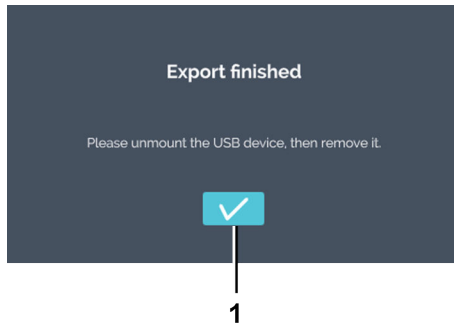 Export finished
Please unmount the USB device, then remove it.
1